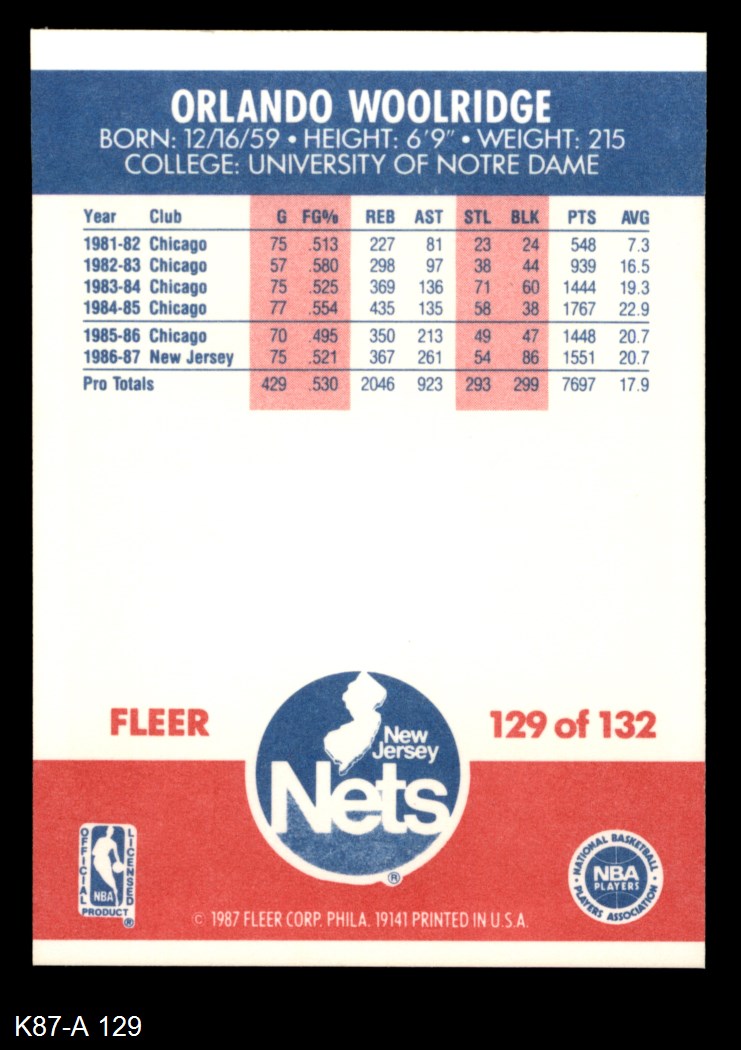 ORLANDO WOOLRIDGE
BORN: 12/16/59 • HEIGHT: 6'9" • WEIGHT: 215
COLLEGE: UNIVERSITY OF NOTRE DAME
Year Club G FG% REB AST STL BLK PTS AVG
1981-82 Chicago 75 .513 227 81 23 24 548 7.3
1982-83 Chicago 57 .580 298 97 38 44 939 16.5
1983-84 Chicago 75 .525 369 136 71 60 1444 19.3
1984-85 Chicago 77 .554 435 135 58 38 1767 22.9
1985-86 Chicago 70 .495 350 213 49 47 1448 20.7
1986-87 New Jersey 75 .521 367 261 54 86 1551 20.7
Pro Totals 429 .530 2046 923 293 299 7697 17.9
FLEER
129 of 132
New
Jersey
Nets
®
OFFICIAL
LICENSED
NBA
PRODUCT
®
NATIONAL BASKETBALL
NBA
PLAYERS
PLAYERS ASSOCIATION
© 1987 FLEER CORP. PHILA. 19141 PRINTED IN U.S.A.
K87-A 129